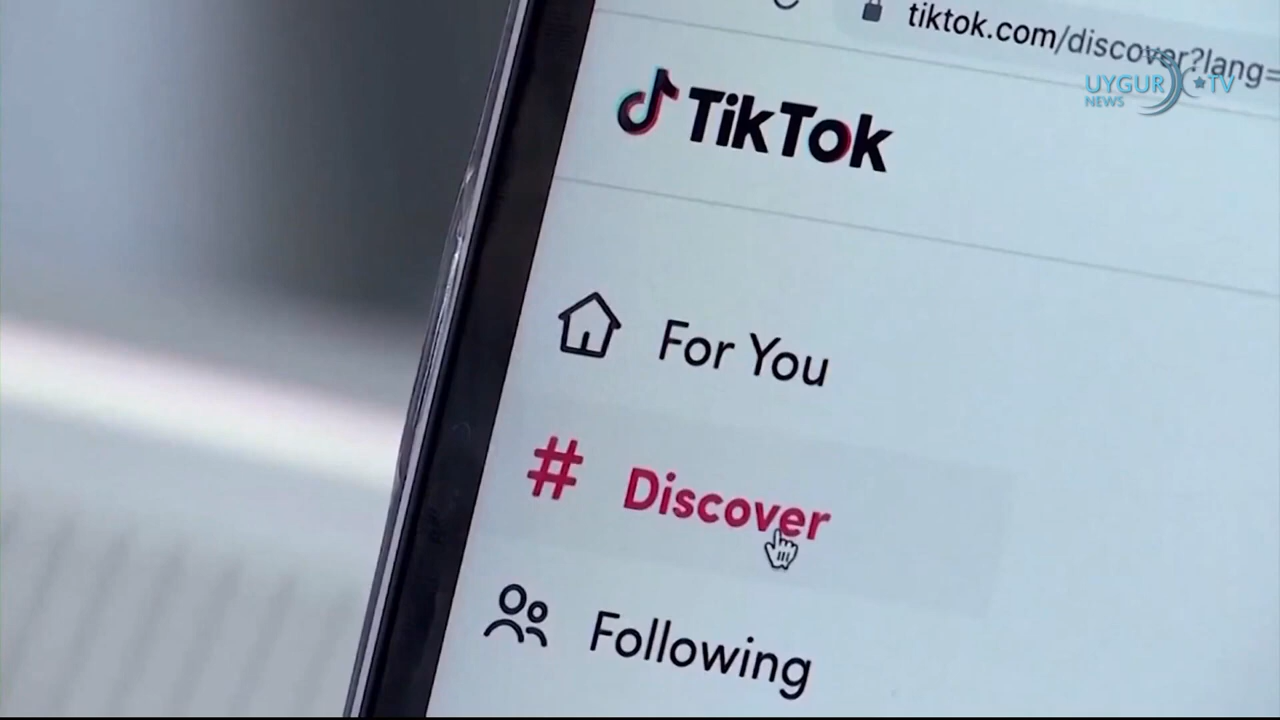 tiktok.com/discover?lang=
UYGUR TV
NEWS
TikTok
For You
# Discover
Following